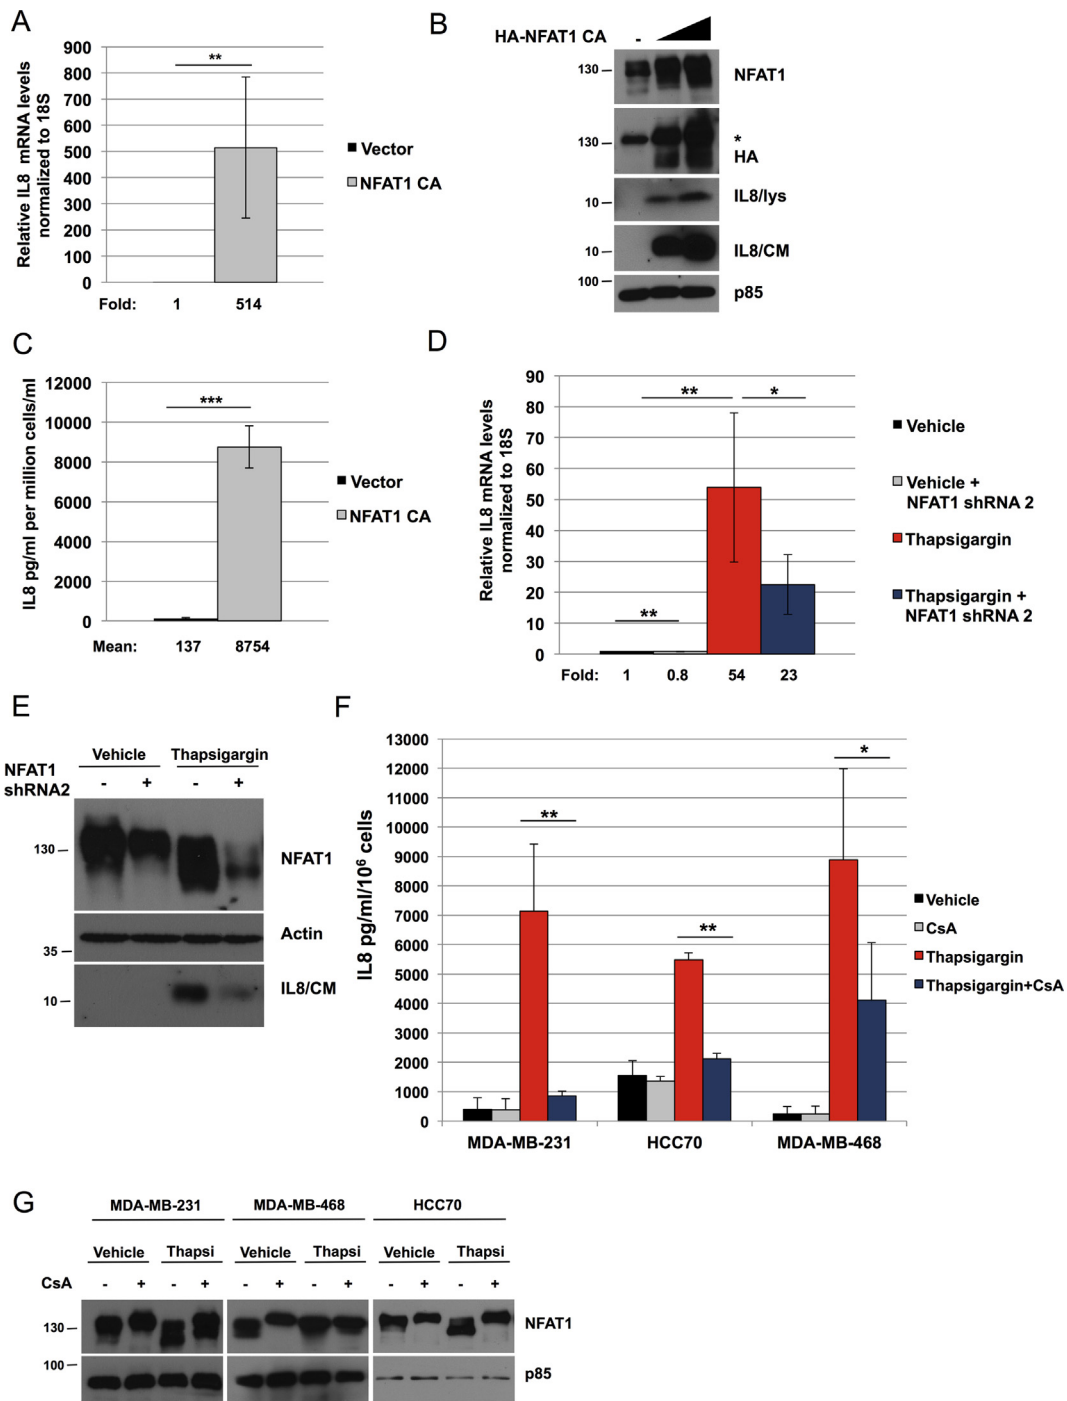 A
Relative IL8 mRNA levels
normalized to 18S
900
800
700
600
500
400
300
200
100
0
**
Fold: 1 514
Vector
NFAT1 CA
B
HA-NFAT1 CA -
130
NFAT1
130
*
HA
10
IL8/lys
10
IL8/CM
100
p85
C
IL8 pg/ml per million cells/ml
12000
10000
8000
6000
4000
2000
0
***
Mean: 137 8754
Vector
NFAT1 CA
D
Relative IL8 mRNA levels
normalized to 18S
90
80
70
60
50
40
30
20
10
0
** ** *
Fold: 1 0.8 54 23
Vehicle
Vehicle +
NFAT1 shRNA 2
Thapsigargin
Thapsigargin +
NFAT1 shRNA 2
E
Vehicle Thapsigargin
NFAT1
shRNA2
- + - +
130
NFAT1
Actin
35
IL8/CM
10
F
IL8 pg/ml/10⁶ cells
13000
12000
11000
10000
9000
8000
7000
6000
5000
4000
3000
2000
1000
0
** ** *
MDA-MB-231 HCC70 MDA-MB-468
Vehicle
CsA
Thapsigargin
Thapsigargin+CsA
G
MDA-MB-231 MDA-MB-468 HCC70
Vehicle Thapsi Vehicle Thapsi Vehicle Thapsi
CsA - + - + - + - + - + - +
130
NFAT1
100
p85